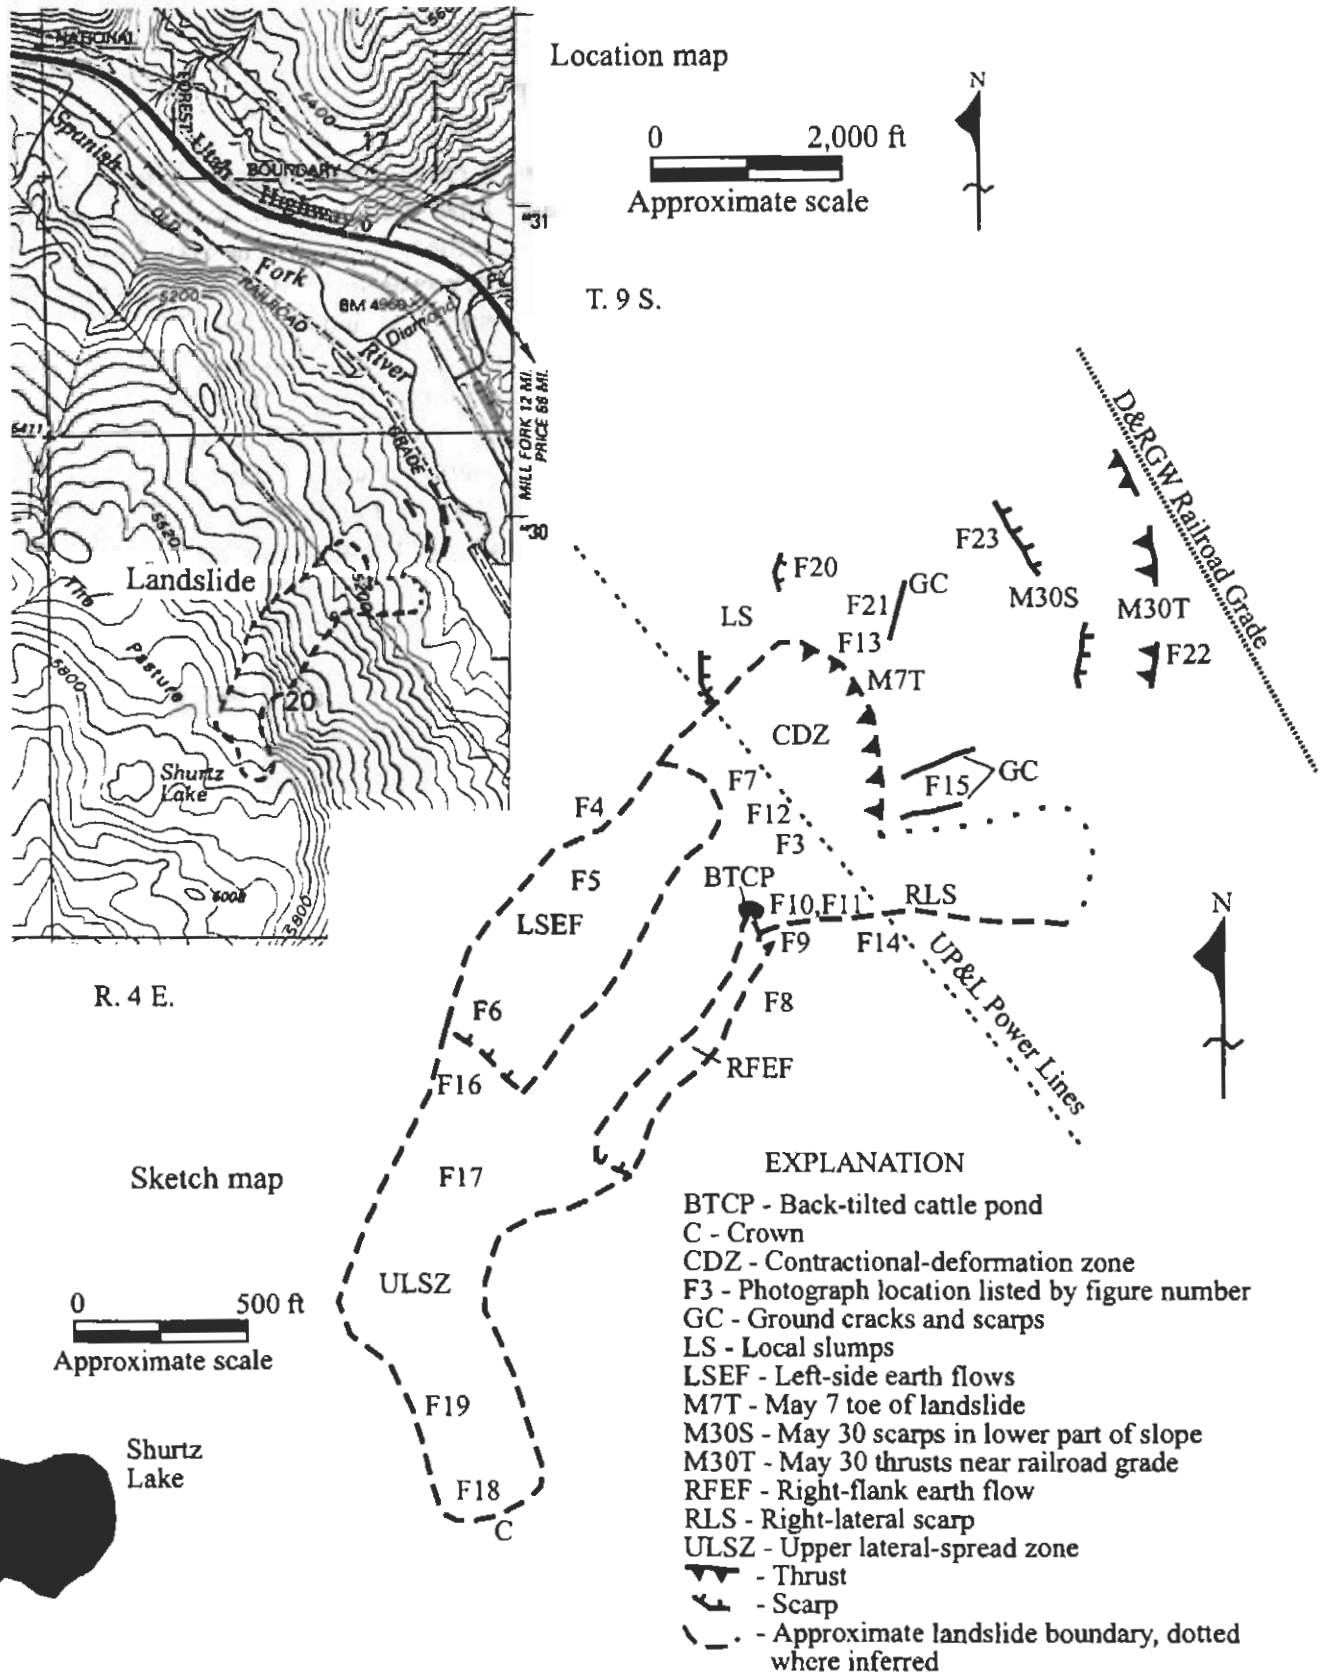 Location map
N
0 2,000 ft
Approximate scale
NATIONAL
FOREST
BOUNDARY
5400
17
Utah
Highway 6
Spanish
Fork
River
OLD
RAILROAD
GRADE
5200
BM 4960
Diamond
31
30
MILL FORK 12 MI.
PRICE 58 MI.
5520
Landslide
5200
The
Pasture
5800
20
Shurtz
Lake
6008
5800
T. 9 S.
R. 4 E.
D&RGW Railroad Grade
F23
F20
GC
F21
LS
F13
M7T
M30S
M30T
F22
CDZ
GC
F15
F7
F4
F12
F3
F5
BTCP
F10,F11
RLS
LSEF
F9
F14
N
UP&L Power Lines
F8
F6
RFEF
F16
F17
Sketch map
ULSZ
0 500 ft
Approximate scale
F19
Shurtz
Lake
F18
C
EXPLANATION
BTCP - Back-tilted cattle pond
C - Crown
CDZ - Contractional-deformation zone
F3 - Photograph location listed by figure number
GC - Ground cracks and scarps
LS - Local slumps
LSEF - Left-side earth flows
M7T - May 7 toe of landslide
M30S - May 30 scarps in lower part of slope
M30T - May 30 thrusts near railroad grade
RFEF - Right-flank earth flow
RLS - Right-lateral scarp
ULSZ - Upper lateral-spread zone
- Thrust
- Scarp
- Approximate landslide boundary, dotted
where inferred